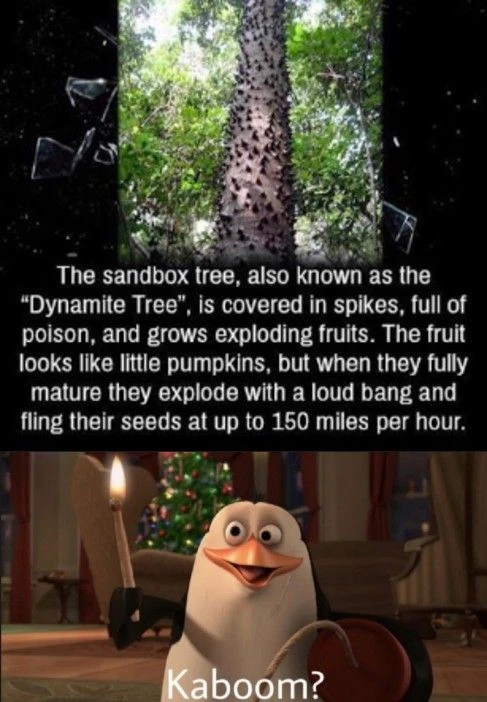 The sandbox tree, also known as the
“Dynamite Tree”, is covered in spikes, full of
poison, and grows exploding fruits. The fruit
looks like little pumpkins, but when they fully
mature they explode with a loud bang and
fling their seeds at up to 150 miles per hour.
Kaboom?